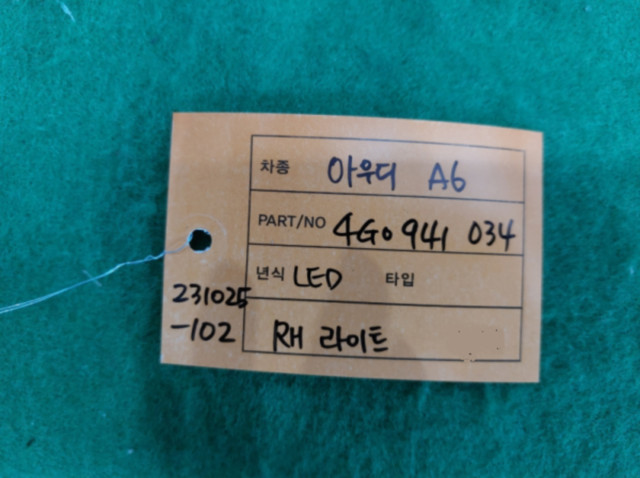 차종 아우디 A6
PART/NO 4G0 941 034
년식 LED 타입
231025
-102
RH 라이트